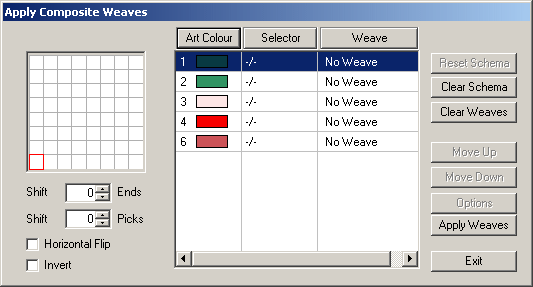 Apply Composite Weaves
Art Colour Selector Weave
1 -/- No Weave
2 -/- No Weave
3 -/- No Weave
4 -/- No Weave
6 -/- No Weave
Shift 0 Ends
Shift 0 Picks
Horizontal Flip
Invert
Reset Schema
Clear Schema
Clear Weaves
Move Up
Move Down
Options
Apply Weaves
Exit